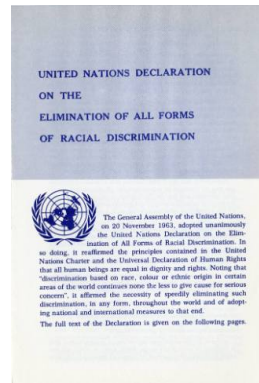 UNITED NATIONS DECLARATION
ON THE
ELIMINATION OF ALL FORMS
OF RACIAL DISCRIMINATION
The General Assembly of the United Nations,
on 20 November 1963, adopted unanimously
the United Nations Declaration on the Elim-
ination of All Forms of Racial Discrimination. In
so doing, it reaffirmed the principles contained in the United
Nations Charter and the Universal Declaration of Human Rights
that all human beings are equal in dignity and rights. Noting that
"discrimination based on race, colour or ethnic origin in certain
areas of the world continues none the less to give cause for serious
concern", it affirmed the necessity of speedily eliminating such
discrimination, in any form, throughout the world and of adopt-
ing national and international measures to that end.
The full text of the Declaration is given on the following pages.